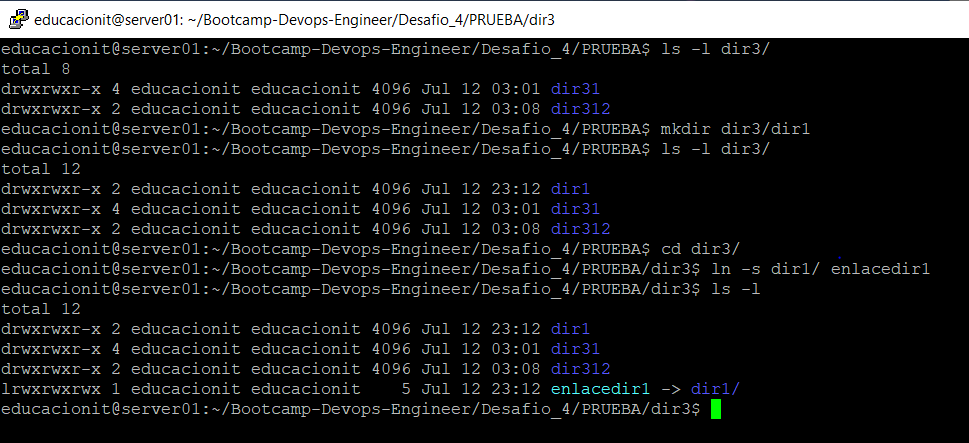 educacionit@server01: ~/Bootcamp-Devops-Engineer/Desafio_4/PRUEBA/dir3
educacionit@server01:~/Bootcamp-Devops-Engineer/Desafio_4/PRUEBA$ ls -l dir3/
total 8
drwxrwxr-x 4 educacionit educacionit 4096 Jul 12 03:01 dir31
drwxrwxr-x 2 educacionit educacionit 4096 Jul 12 03:08 dir312
educacionit@server01:~/Bootcamp-Devops-Engineer/Desafio_4/PRUEBA$ mkdir dir3/dir1
educacionit@server01:~/Bootcamp-Devops-Engineer/Desafio_4/PRUEBA$ ls -l dir3/
total 12
drwxrwxr-x 2 educacionit educacionit 4096 Jul 12 23:12 dir1
drwxrwxr-x 4 educacionit educacionit 4096 Jul 12 03:01 dir31
drwxrwxr-x 2 educacionit educacionit 4096 Jul 12 03:08 dir312
educacionit@server01:~/Bootcamp-Devops-Engineer/Desafio_4/PRUEBA$ cd dir3/
educacionit@server01:~/Bootcamp-Devops-Engineer/Desafio_4/PRUEBA/dir3$ ln -s dir1/ enlacedir1
educacionit@server01:~/Bootcamp-Devops-Engineer/Desafio_4/PRUEBA/dir3$ ls -l
total 12
drwxrwxr-x 2 educacionit educacionit 4096 Jul 12 23:12 dir1
drwxrwxr-x 4 educacionit educacionit 4096 Jul 12 03:01 dir31
drwxrwxr-x 2 educacionit educacionit 4096 Jul 12 03:08 dir312
lrwxrwxrwx 1 educacionit educacionit    5 Jul 12 23:12 enlacedir1 -> dir1/
educacionit@server01:~/Bootcamp-Devops-Engineer/Desafio_4/PRUEBA/dir3$